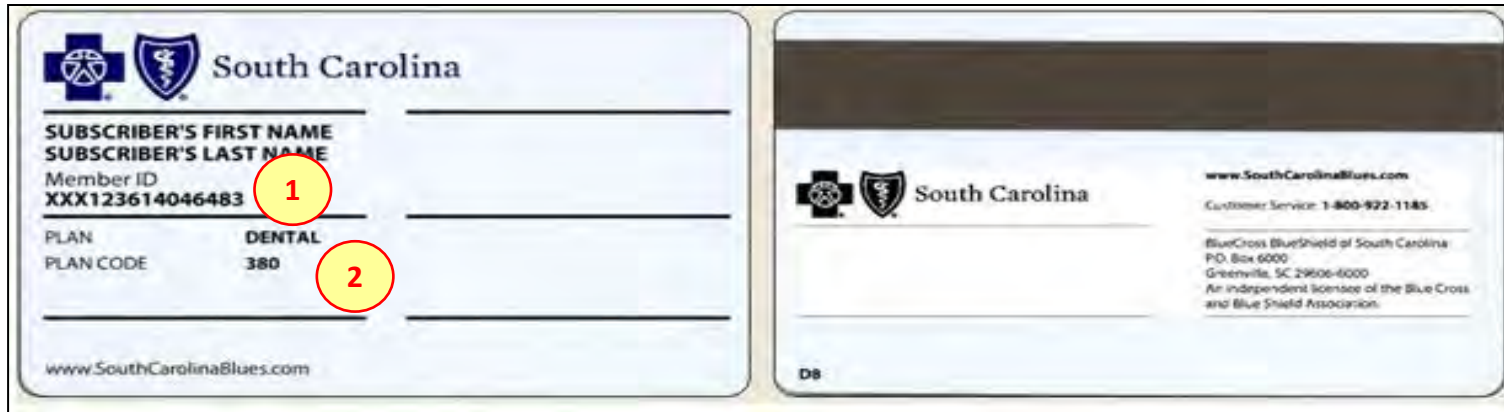 South Carolina
SUBSCRIBER'S FIRST NAME
SUBSCRIBER'S LAST NAME
Member ID
XXX123614046483
1
PLAN DENTAL
PLAN CODE 380
2
www.SouthCarolinaBlues.com
South Carolina
www.SouthCarolinaBlues.com
Customer Service: 1-800-922-1185
BlueCross BlueShield of South Carolina
P.O. Box 6000
Greenville, SC 29606-6000
An independent licensee of the Blue Cross
and Blue Shield Association.
D8